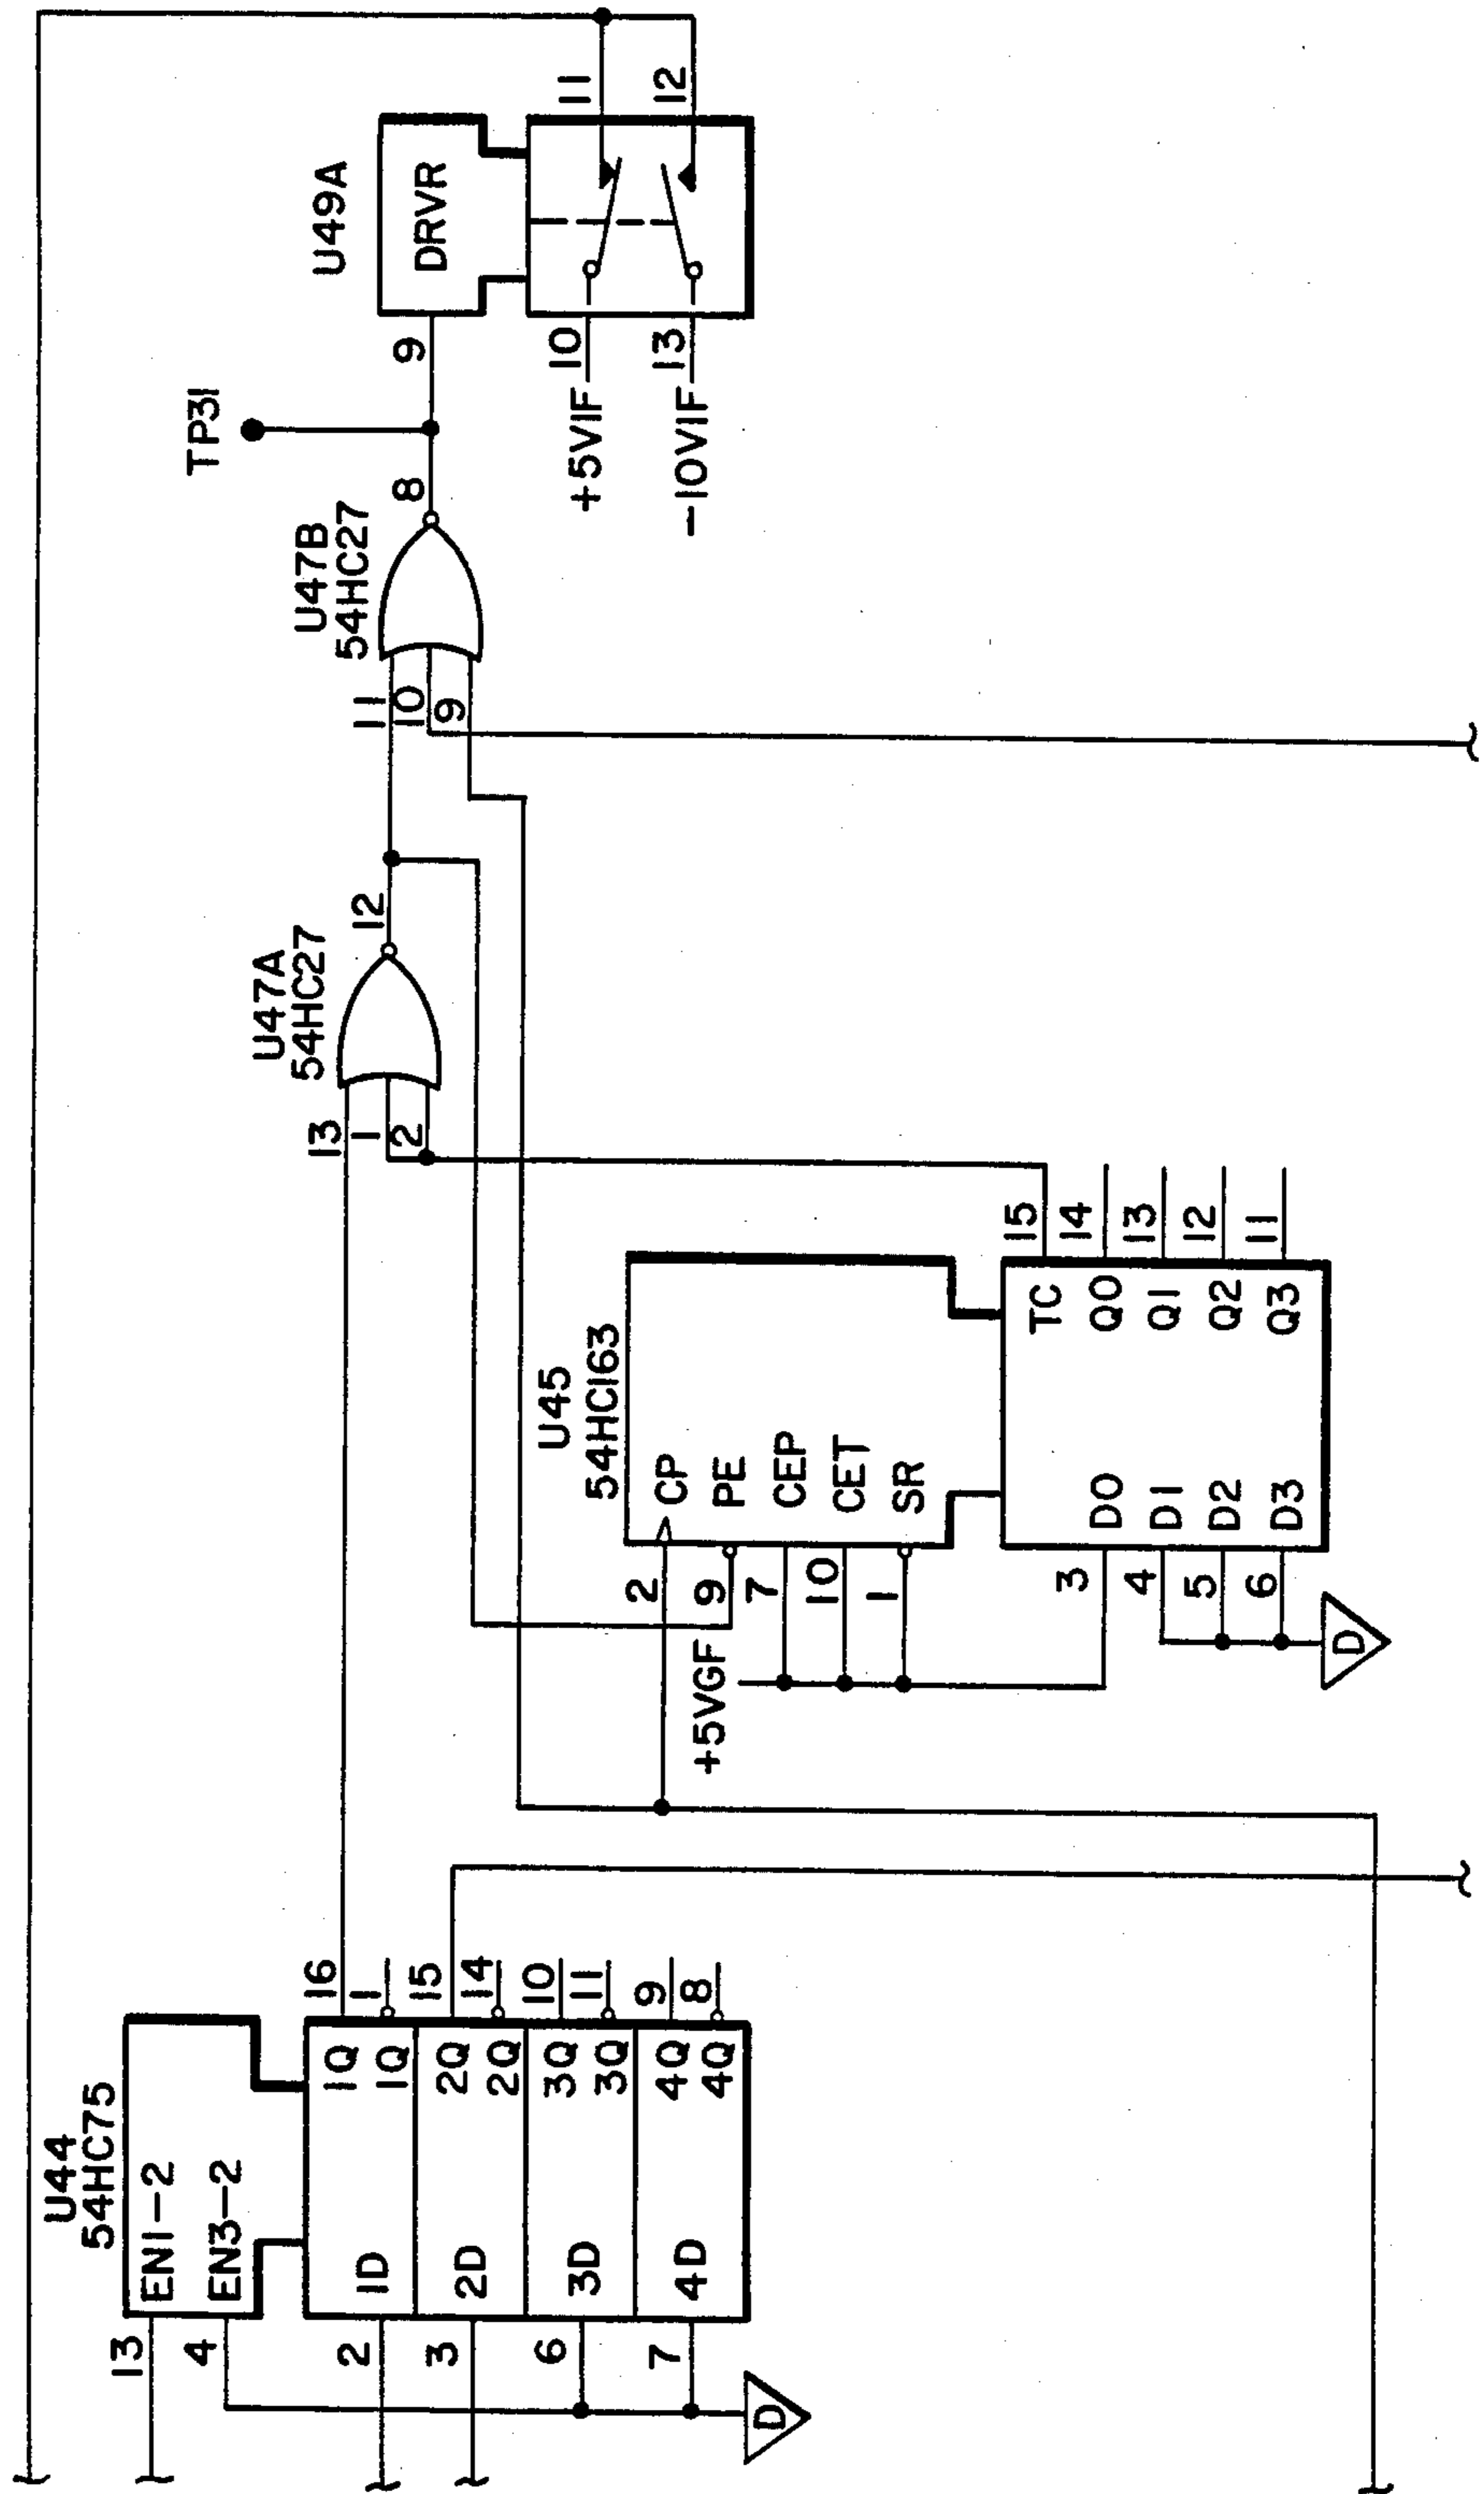 U44
54HC75
13
EN1-2
4
EN3-2
2
1D
1Q
16
1Q
1
3
2D
2Q
15
2Q
14
6
3D
3Q
10
3Q
11
7
4D
4Q
9
4Q
8
D
U45
54HC163
2
CP
9
PE
+5VGF
7
CEP
10
CET
1
SR
TC
15
3
D0
Q0
14
4
D1
Q1
13
5
D2
Q2
12
6
D3
Q3
11
D
U47A
54HC27
13
1
2
12
U47B
54HC27
11
10
9
8
TP31
U49A
9
DRVR
+5VIF
10
11
-10VIF
13
12